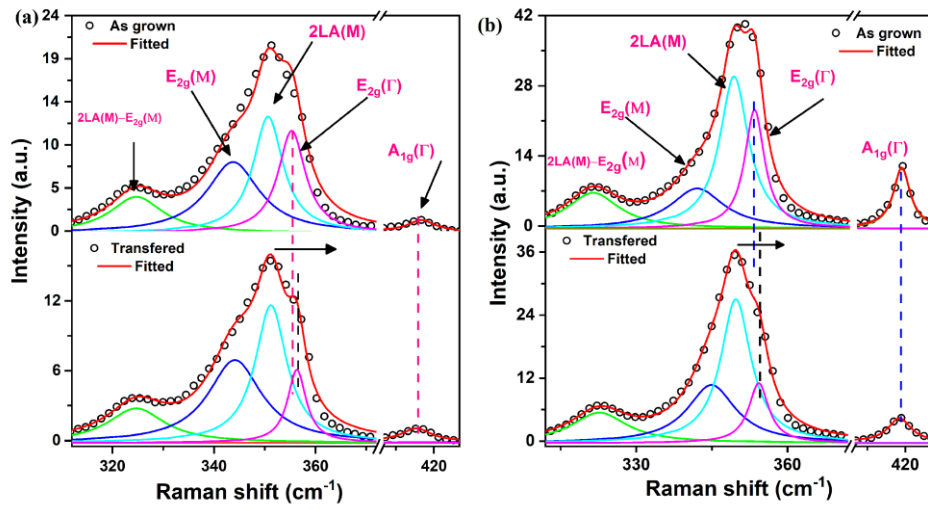 (a)
As grown
Fitted
2LA(M)
E2g(M)
E2g(Γ)
2LA(M)−E2g(M)
A1g(Γ)
24
19
14
10
5
0
Transfered
Fitted
12
6
0
320
340
360
420
Intensity (a.u.)
Raman shift (cm-1)
(b)
As grown
Fitted
2LA(M)
E2g(Γ)
E2g(M)
2LA(M)−E2g(M)
A1g(Γ)
42
28
14
0
Transfered
Fitted
36
24
12
0
330
360
420
Intensity (a.u.)
Raman shift (cm-1)